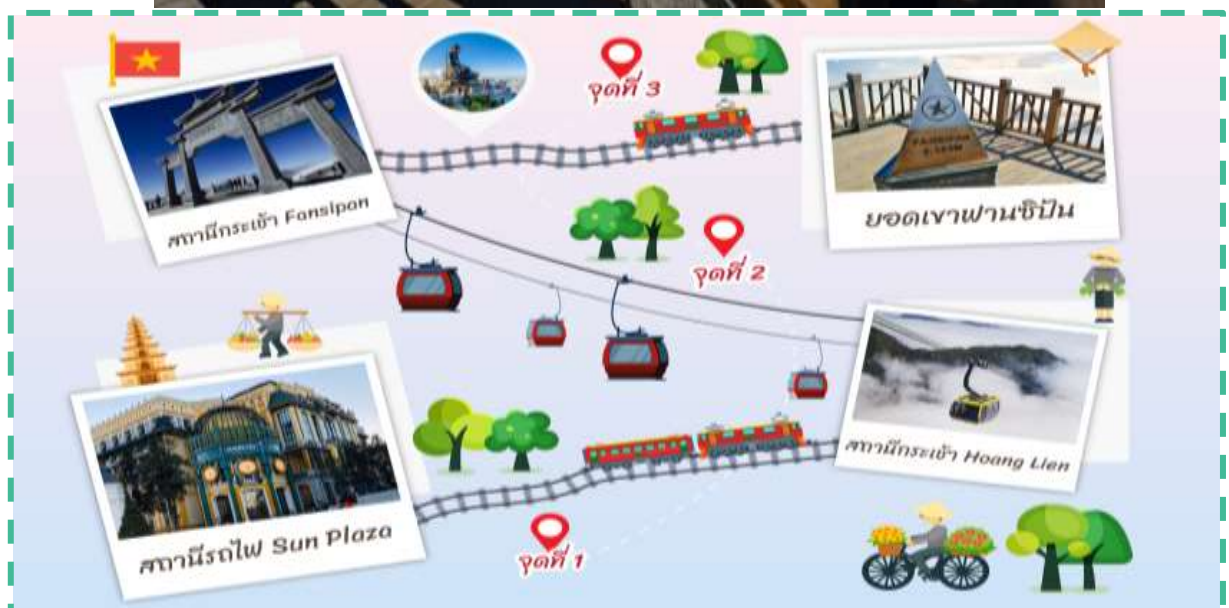 จุดที่ 3
สถานีกระเช้า Fansipan
ยอดเขาฟานซิปัน
จุดที่ 2
สถานีรถไฟ Sun Plaza
สถานีกระเช้า Hoang Lien
จุดที่ 1